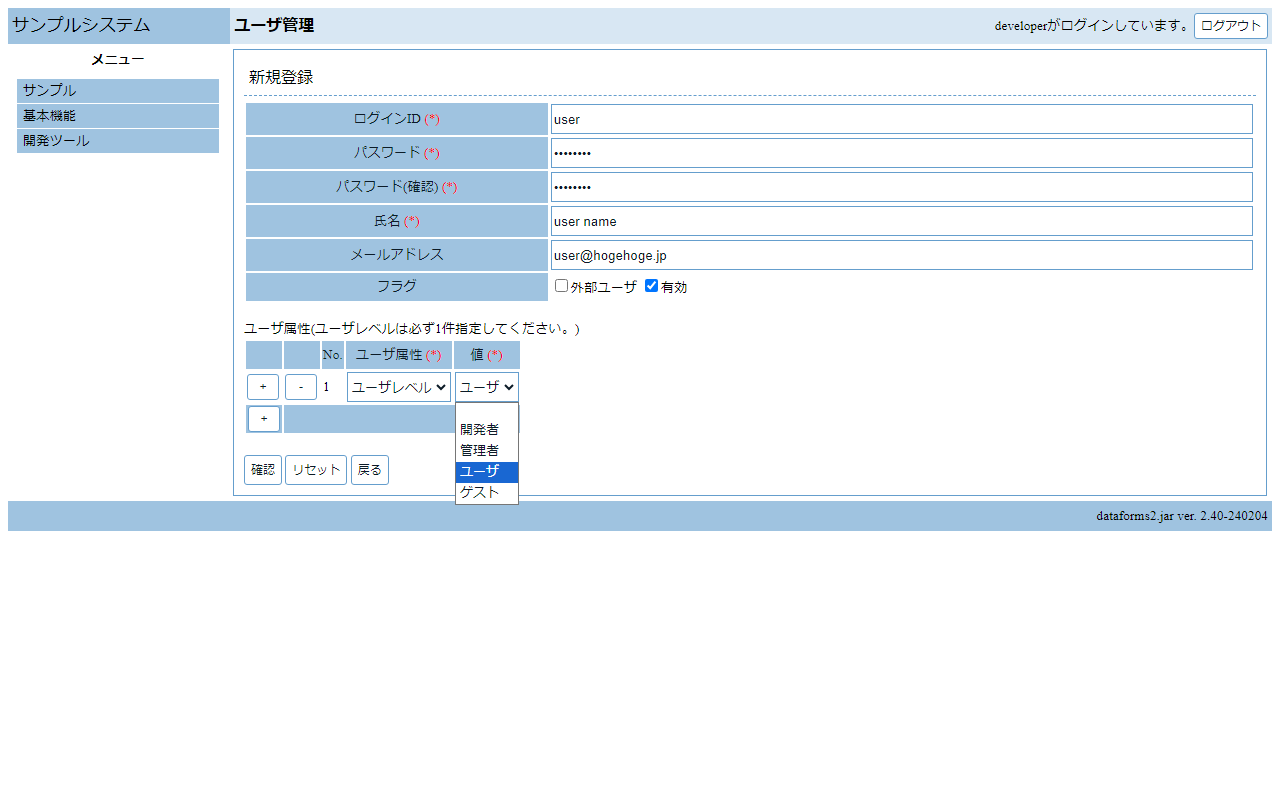 サンプルシステム
ユーザ管理
developerがログインしています。 ログアウト
メニュー
サンプル
基本機能
開発ツール
新規登録
ログインID (*) user
パスワード (*) ••••••••
パスワード(確認) (*) ••••••••
氏名 (*) user name
メールアドレス user@hogehoge.jp
フラグ 外部ユーザ 有効
ユーザ属性(ユーザレベルは必ず1件指定してください。)
No. ユーザ属性 (*) 値 (*)
+ - 1 ユーザレベル ユーザ
+
開発者
管理者
ユーザ
ゲスト
確認 リセット 戻る
dataforms2.jar ver. 2.40-240204